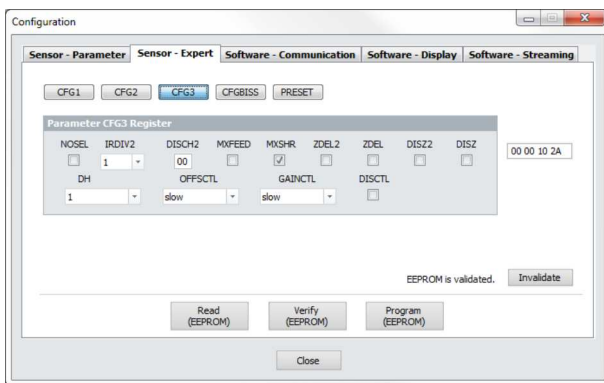 Configuration
Sensor - Parameter Sensor - Expert Software - Communication Software - Display Software - Streaming
CFG1 CFG2 CFG3 CFGBISS PRESET
Parameter CFG3 Register
NOSEL IRDIV2 DISCH2 MXFEED MXSHR ZDEL2 ZDEL DISZ2 DISZ
1 00 00 00 10 2A
DH OFFSCTL GAINCTL DISCTL
1 slow slow
EEPROM is validated. Invalidate
Read Verify Program
(EEPROM) (EEPROM) (EEPROM)
Close